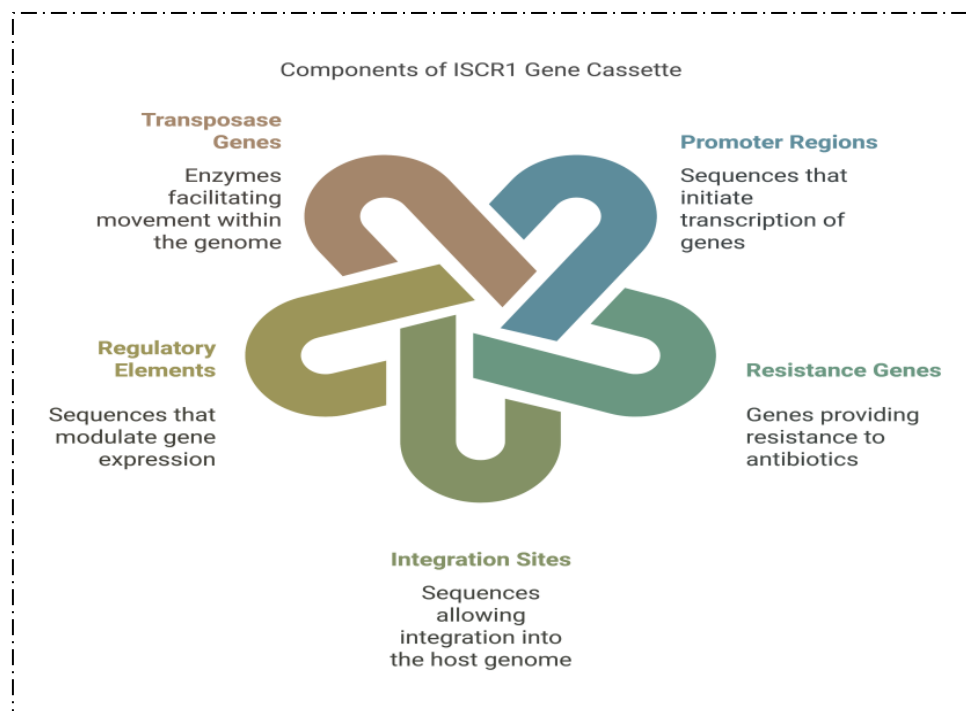 Components of ISCR1 Gene Cassette
Transposase
Genes
Enzymes
facilitating
movement within
the genome
Promoter Regions
Sequences that
initiate
transcription of
genes
Regulatory
Elements
Sequences that
modulate gene
expression
Resistance Genes
Genes providing
resistance to
antibiotics
Integration Sites
Sequences
allowing
integration into
the host genome